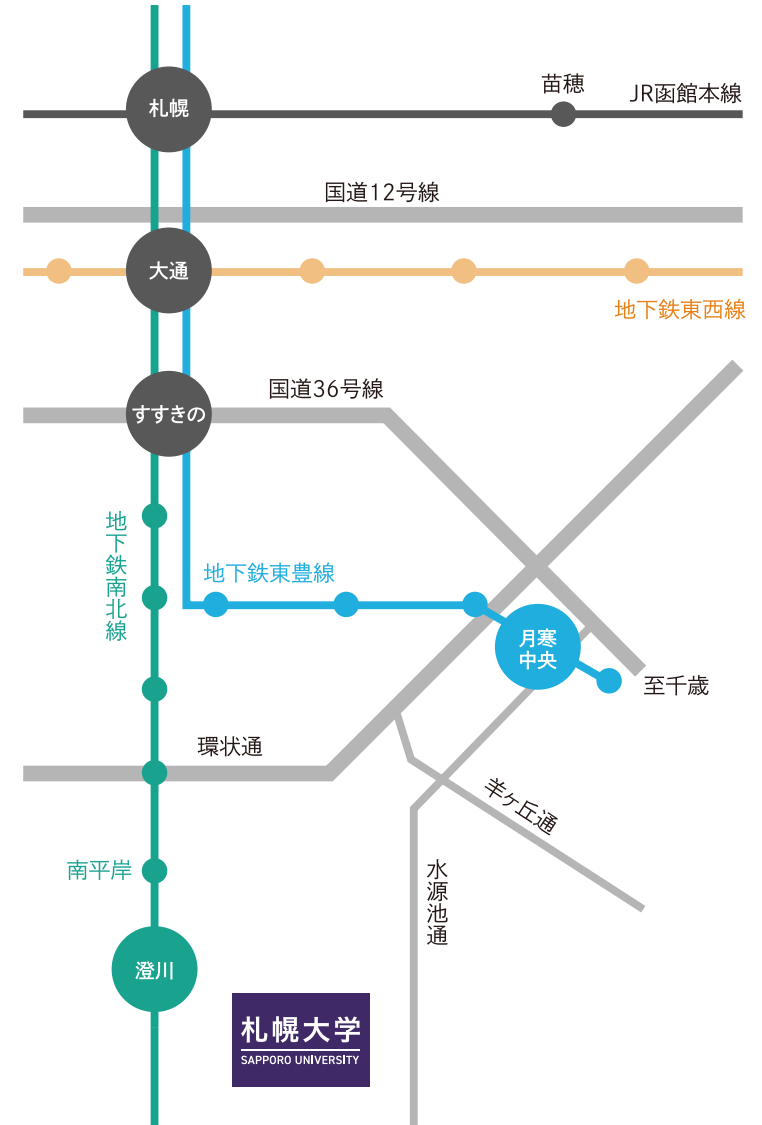 苗穂
JR函館本線
札幌
国道12号線
大通
地下鉄東西線
国道36号線
すすきの
地下鉄南北線
地下鉄東豊線
月寒
中央
至千歳
環状通
羊ヶ丘通
南平岸
水源池通
澄川
札幌大学
SAPPORO UNIVERSITY